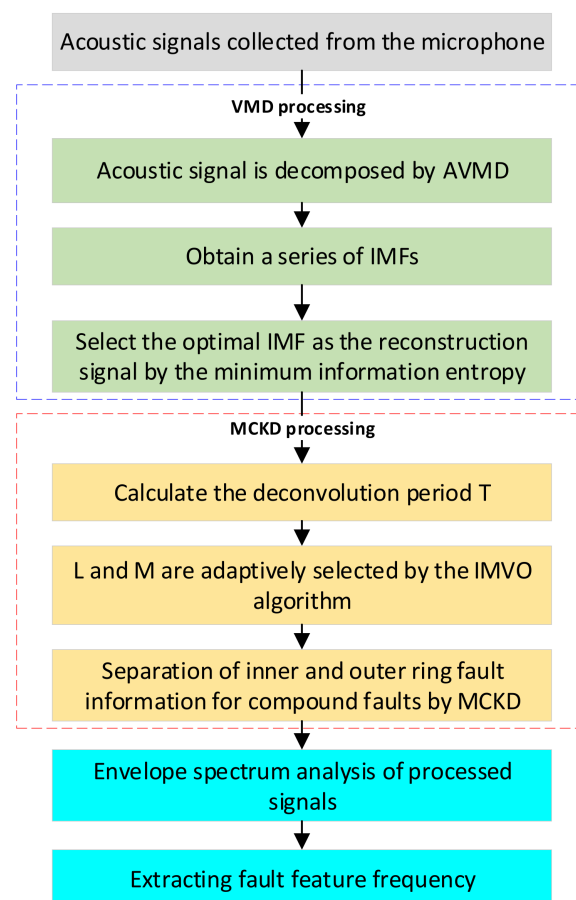 Acoustic signals collected from the microphone
VMD processing
Acoustic signal is decomposed by AVMD
Obtain a series of IMFs
Select the optimal IMF as the reconstruction
signal by the minimum information entropy
MCKD processing
Calculate the deconvolution period T
L and M are adaptively selected by the IMVO
algorithm
Separation of inner and outer ring fault
information for compound faults by MCKD
Envelope spectrum analysis of processed
signals
Extracting fault feature frequency